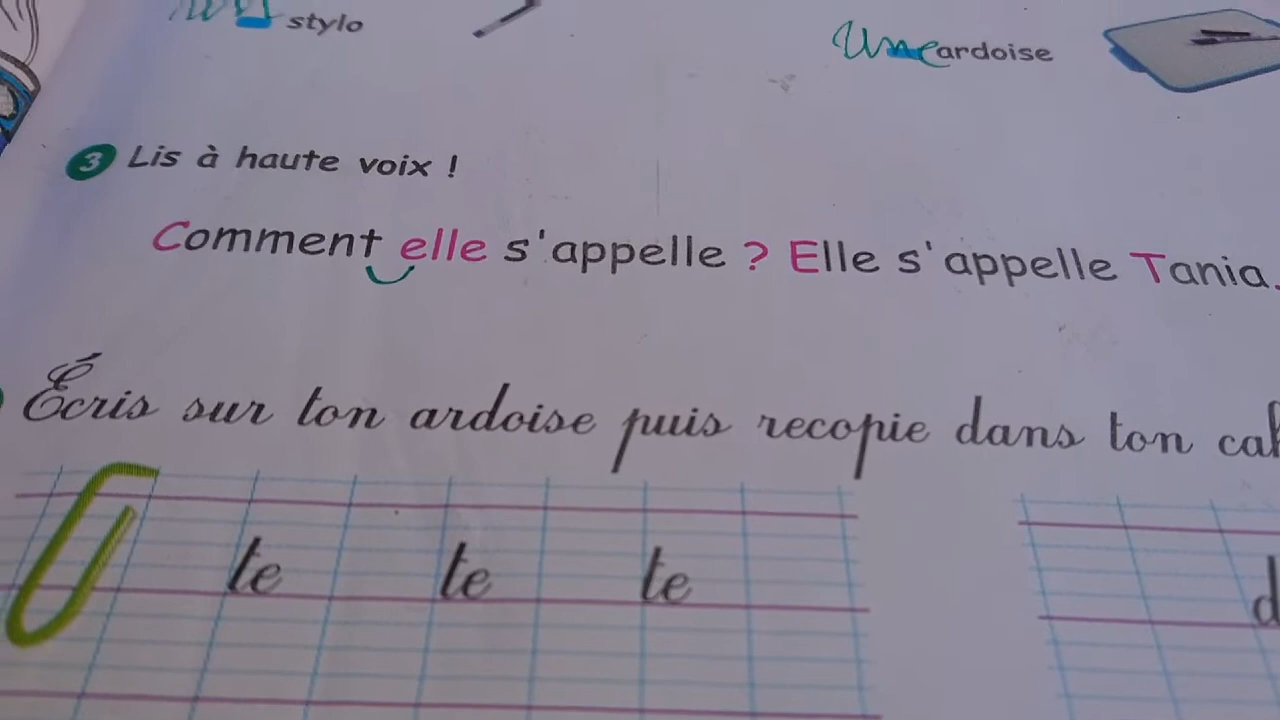 stylo
Une ardoise
3 Lis à haute voix !
Comment elle s'appelle ? Elle s'appelle Tania.
Écris sur ton ardoise puis recopie dans ton
te te te d